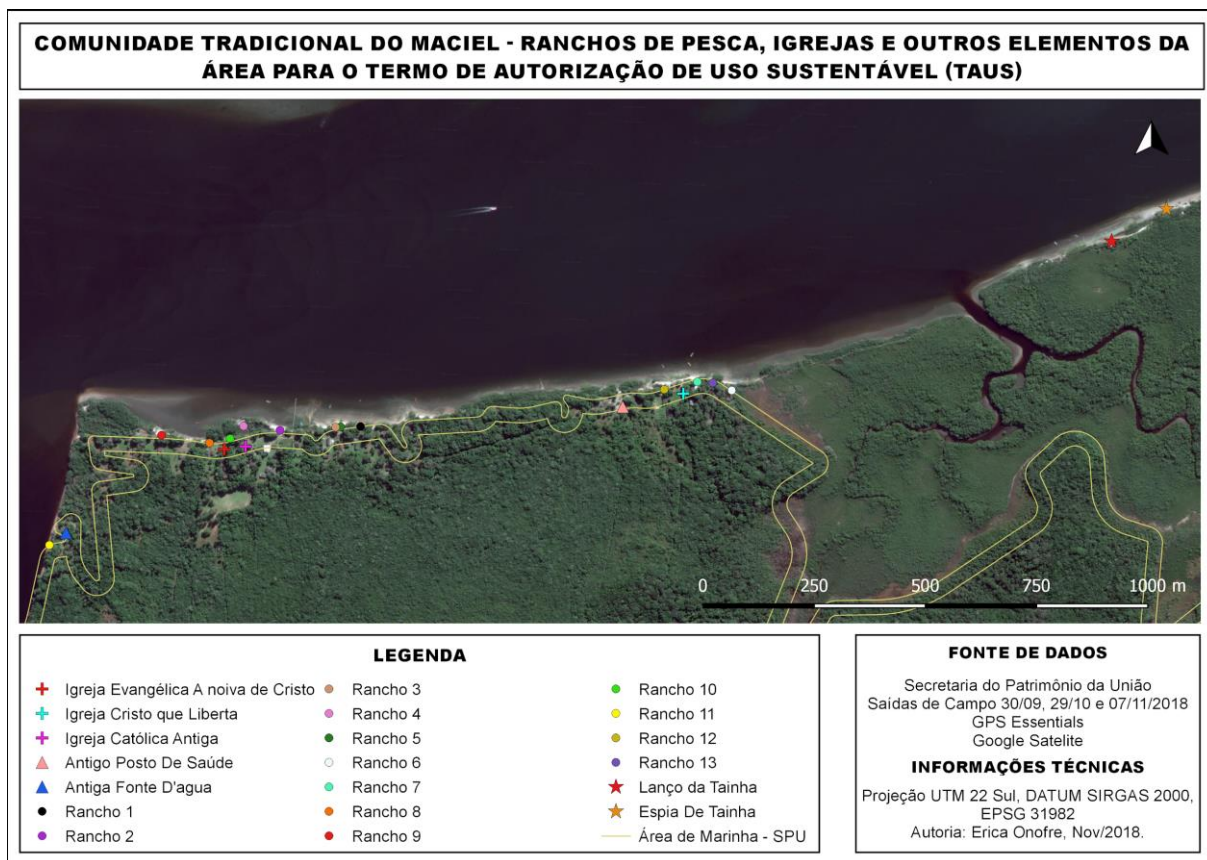 COMUNIDADE TRADICIONAL DO MACIEL - RANCHOS DE PESCA, IGREJAS E OUTROS ELEMENTOS DA
ÁREA PARA O TERMO DE AUTORIZAÇÃO DE USO SUSTENTÁVEL (TAUS)
0 250 500 750 1000 m
LEGENDA
Igreja Evangélica A noiva de Cristo
Igreja Cristo que Liberta
Igreja Católica Antiga
Antigo Posto De Saúde
Antiga Fonte D'agua
Rancho 1
Rancho 2
Rancho 3
Rancho 4
Rancho 5
Rancho 6
Rancho 7
Rancho 8
Rancho 9
Rancho 10
Rancho 11
Rancho 12
Rancho 13
Lanço da Tainha
Espia De Tainha
Área de Marinha - SPU
FONTE DE DADOS
Secretaria do Patrimônio da União
Saídas de Campo 30/09, 29/10 e 07/11/2018
GPS Essentials
Google Satelite
INFORMAÇÕES TÉCNICAS
Projeção UTM 22 Sul, DATUM SIRGAS 2000,
EPSG 31982
Autoria: Erica Onofre, Nov/2018.